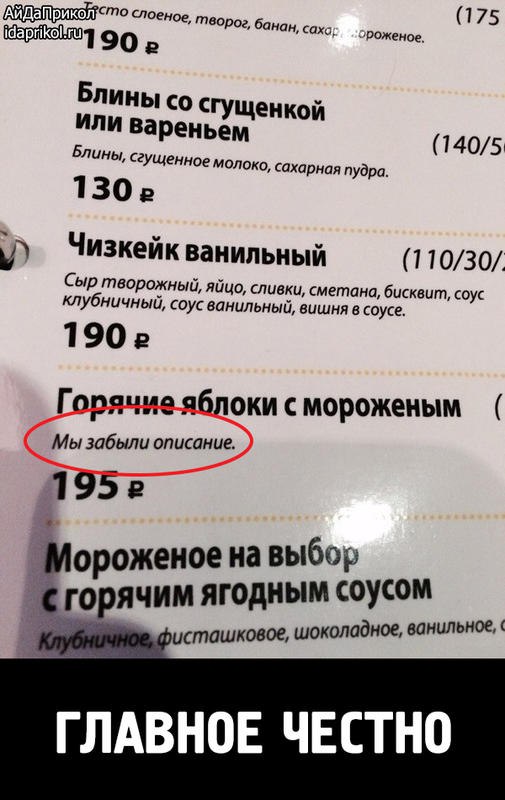 АйДаПрикол
idaprikol.ru
Тесто слоеное, творог, банан, сахар, мороженое.
(175
190 ₽
Блины со сгущенкой
или вареньем
(140/5
Блины, сгущенное молоко, сахарная пудра.
130 ₽
Чизкейк ванильный (110/30/
Сыр творожный, яйцо, сливки, сметана, бисквит, соус
клубничный, соус ванильный, вишня в соусе.
190 ₽
Горячие яблоки с мороженым (
Мы забыли описание.
195 ₽
Мороженое на выбор
с горячим ягодным соусом
Клубничное, фисташковое, шоколадное, ванильное,
ГЛАВНОЕ ЧЕСТНО